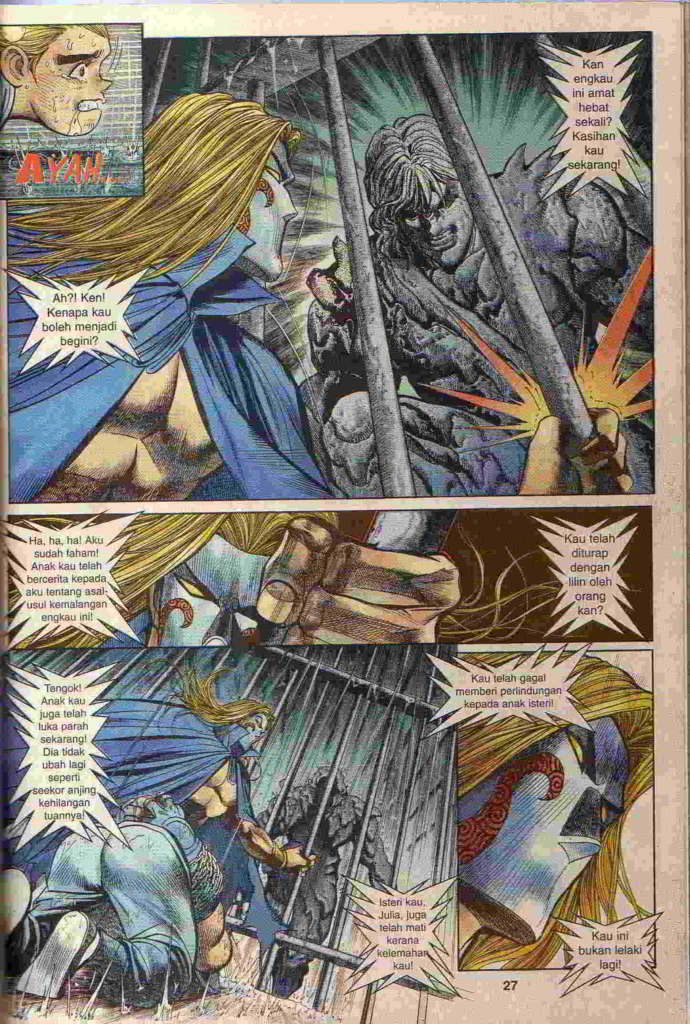 AYAH.....
Kan
engkau
ini amat
hebat
sekali?
Kasihan
kau
sekarang!
Ah?! Ken!
Kenapa kau
boleh menjadi
begini?
Ha, ha, ha! Aku
sudah faham!
Anak kau telah
bercerita kepada
aku tentang asal-
usul kemalangan
engkau ini!
Kau telah
diturap
dengan
lilin oleh
orang
kan?
Tengok!
Anak kau
juga telah
luka parah
sekarang!
Dia tidak
ubah lagi
seperti
seekor anjing
kehilangan
tuannya!
Kau telah gagal
memberi perlindungan
kepada anak isteri!
Isteri kau,
Julia, juga
telah mati
kerana
kelemahan
kau!
Kau ini
bukan lelaki
lagi!
27